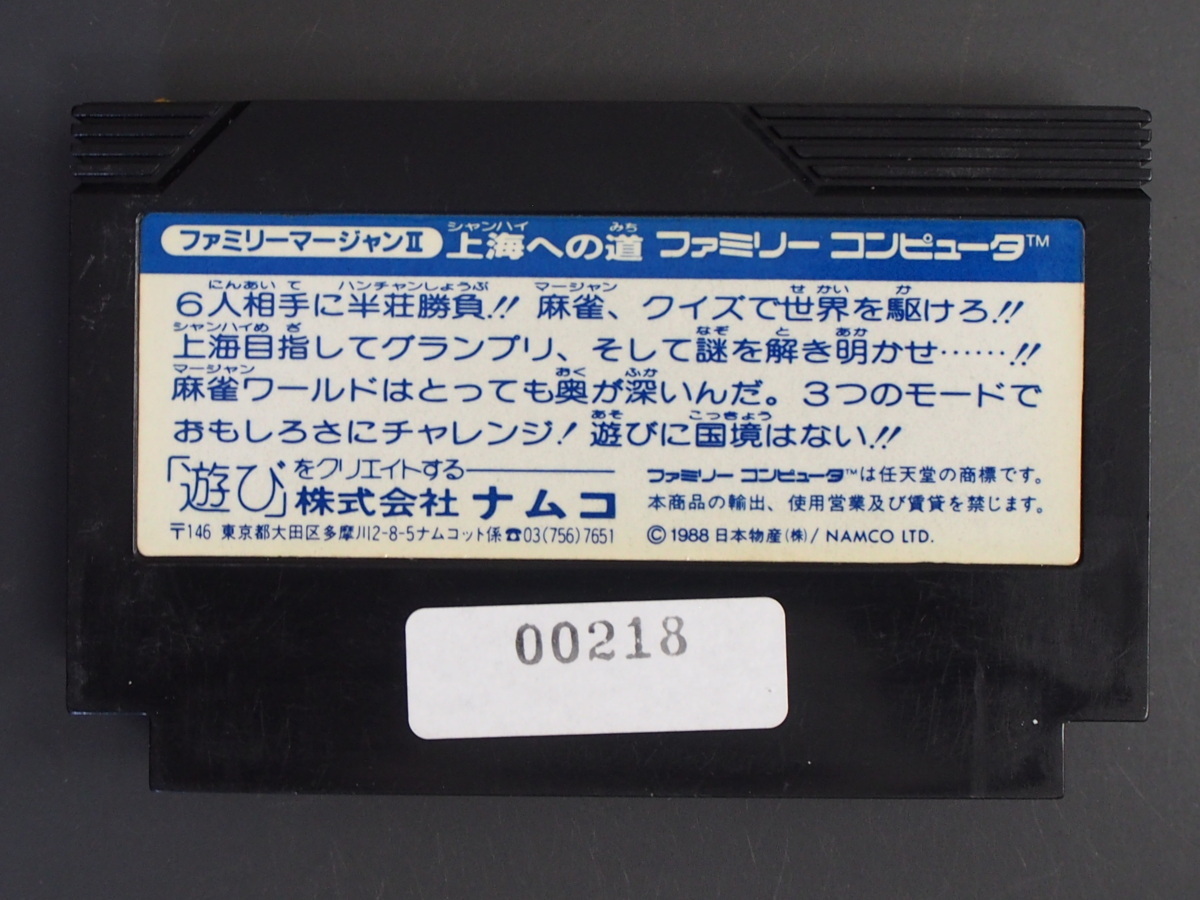 ファミリーマージャンII 上海への道 ファミリー コンピュータ™
シャンハイ みち
にんあいて ハンチャンしょうぶ マージャン せかい か
6人相手に半荘勝負!! 麻雀、クイズで世界を駆けろ!!
シャンハイめざ なぞ と あか
上海目指してグランプリ、そして謎を解き明かせ……!!
マージャン おく ふか
麻雀ワールドはとっても奥が深いんだ。3つのモードで
あそ こっきょう
おもしろさにチャレンジ! 遊びに国境はない!!
「遊び」をクリエイトする
株式会社 ナムコ
〒146 東京都大田区多摩川2-8-5ナムコット係☎03(756)7651
ファミリー コンピュータ™は任天堂の商標です。
本商品の輸出、使用営業及び賃貸を禁じます。
©1988 日本物産(株)/ NAMCO LTD.
00218